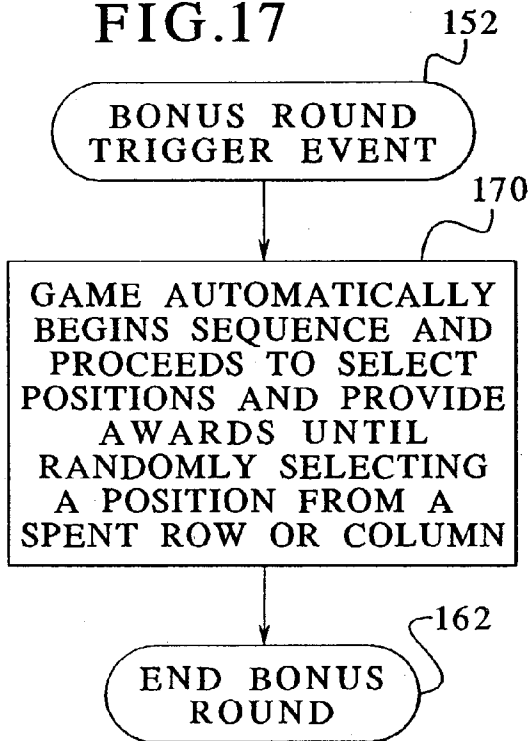 FIG.17
152
BONUS ROUND
TRIGGER EVENT
170
GAME AUTOMATICALLY
BEGINS SEQUENCE AND
PROCEEDS TO SELECT
POSITIONS AND PROVIDE
AWARDS UNTIL
RANDOMLY SELECTING
A POSITION FROM A
SPENT ROW OR COLUMN
162
END BONUS
ROUND